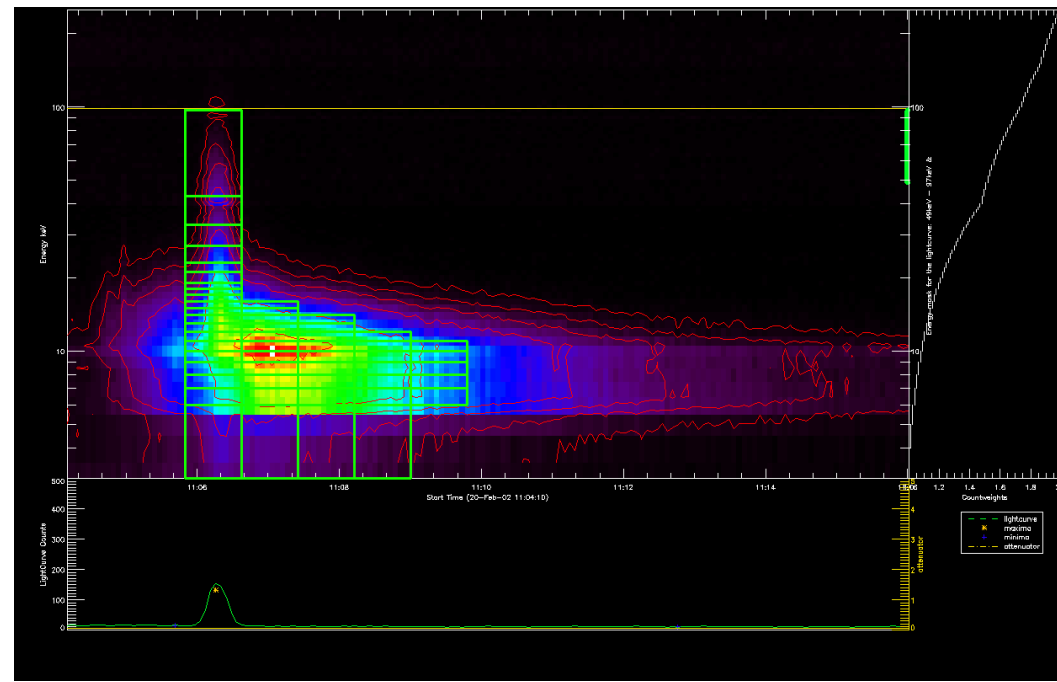 100
10
Energy keV
11:06
11:08
11:10
11:12
11:14
Start Time (20-Feb-02 11:04:10)
100
10
1.2
1.4
1.6
1.8
Countweights
500
400
300
200
100
0
LightCurve Counts
4
3
2
1
0
attenuator
lightcurve
maxima
minima
attenuator